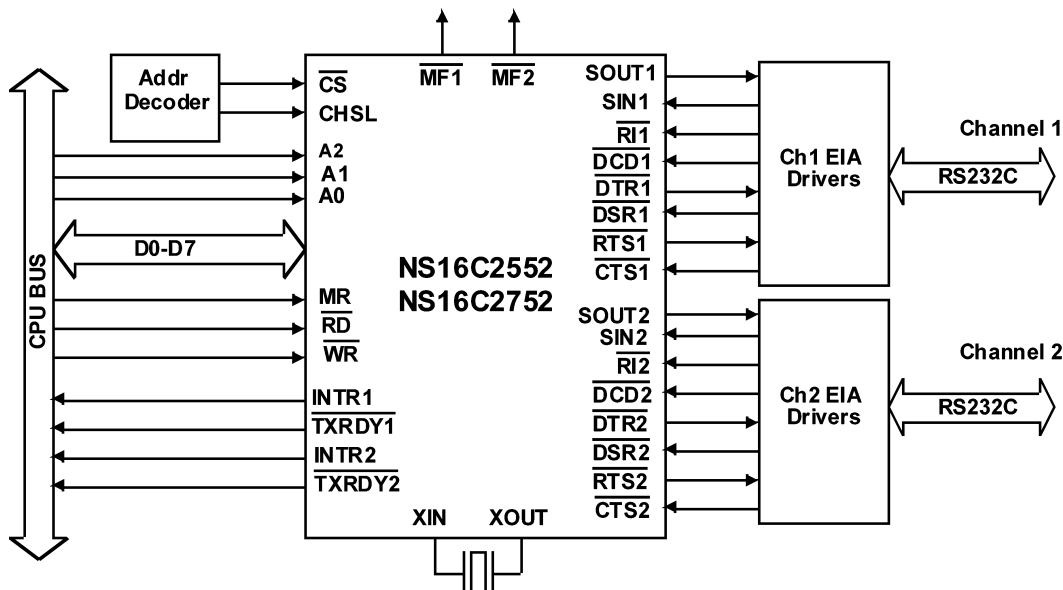 MF1
MF2
Addr
Decoder
CS
CHSL
A2
A1
A0
D0-D7
MR
RD
WR
INTR1
TXRDY1
INTR2
TXRDY2
CPU BUS
NS16C2552
NS16C2752
XIN
XOUT
SOUT1
SIN1
RI1
DCD1
DTR1
DSR1
RTS1
CTS1
SOUT2
SIN2
RI2
DCD2
DTR2
DSR2
RTS2
CTS2
Ch1 EIA
Drivers
Channel 1
RS232C
Ch2 EIA
Drivers
Channel 2
RS232C